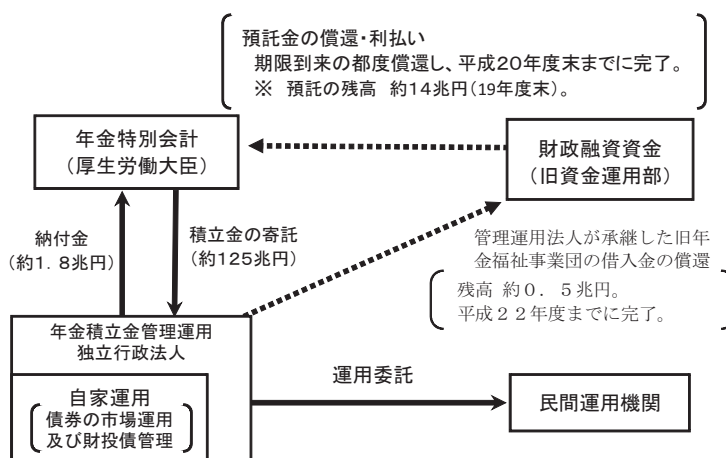 預託金の償還・利払い
期限到来の都度償還し、平成20年度末までに完了。
※ 預託の残高 約14兆円(19年度末)。
年金特別会計
(厚生労働大臣)
財政融資資金
(旧資金運用部)
納付金
(約1.8兆円)
積立金の寄託
(約125兆円)
管理運用法人が承継した旧年
金福祉事業団の借入金の償還
残高 約0.5兆円。
平成22年度までに完了。
年金積立金管理運用
独立行政法人
自家運用
債券の市場運用
及び財投債管理
運用委託
民間運用機関